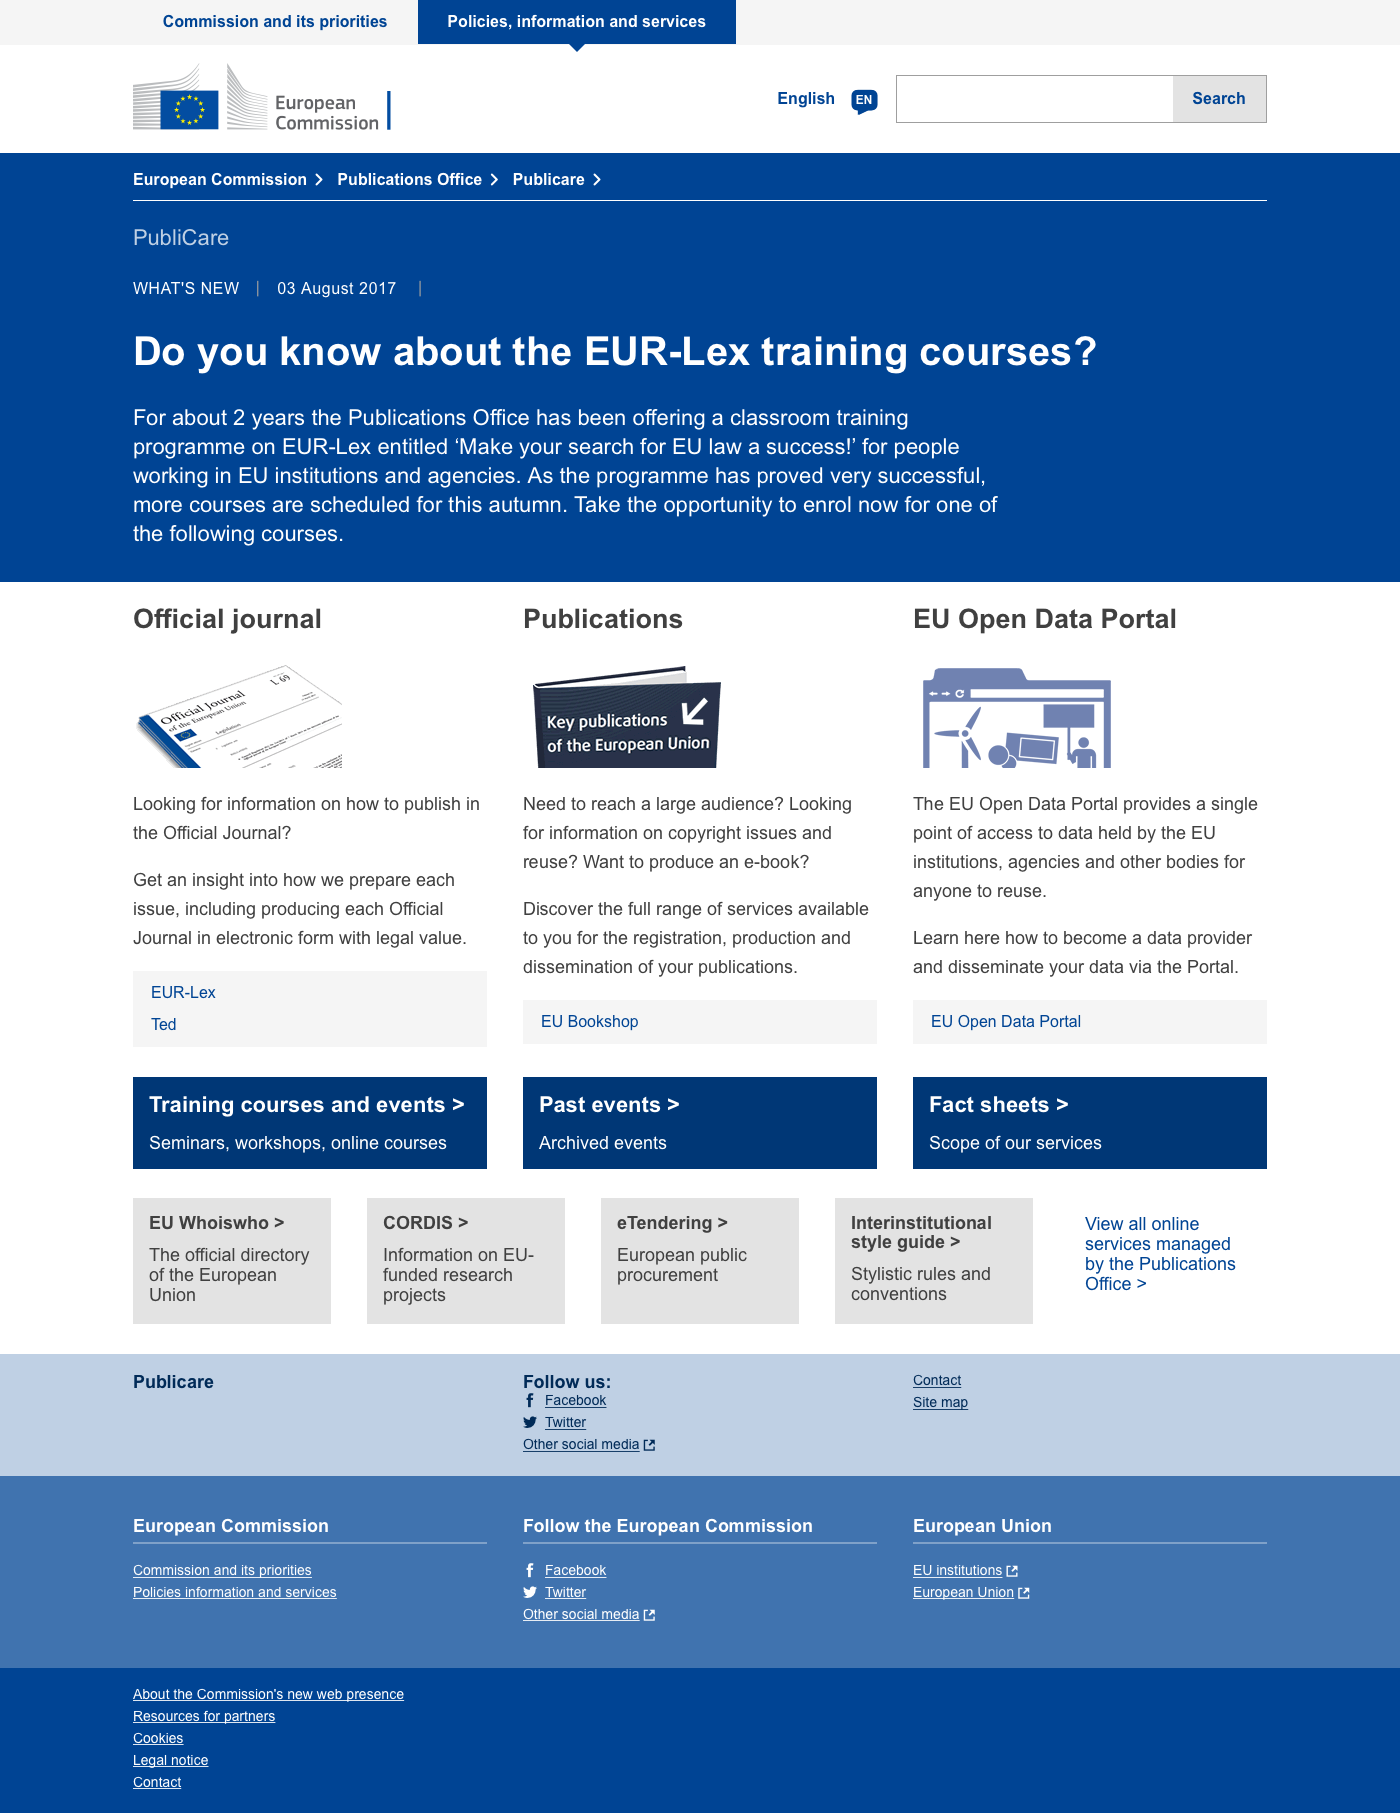 Commission and its priorities
Policies, information and services
European
Commission
English
EN
Search
European Commission
Publications Office
Publicare
PubliCare
WHAT'S NEW | 03 August 2017 |
Do you know about the EUR-Lex training courses?
For about 2 years the Publications Office has been offering a classroom training
programme on EUR-Lex entitled ‘Make your search for EU law a success!’ for people
working in EU institutions and agencies. As the programme has proved very successful,
more courses are scheduled for this autumn. Take the opportunity to enrol now for one of
the following courses.
Official journal
Official Journal
of the European Union
L 69
Legislation
Looking for information on how to publish in
the Official Journal?
Get an insight into how we prepare each
issue, including producing each Official
Journal in electronic form with legal value.
EUR-Lex
Ted
Publications
Key publications
of the European Union
Need to reach a large audience? Looking
for information on copyright issues and
reuse? Want to produce an e-book?
Discover the full range of services available
to you for the registration, production and
dissemination of your publications.
EU Bookshop
EU Open Data Portal
The EU Open Data Portal provides a single
point of access to data held by the EU
institutions, agencies and other bodies for
anyone to reuse.
Learn here how to become a data provider
and disseminate your data via the Portal.
EU Open Data Portal
Training courses and events >
Seminars, workshops, online courses
Past events >
Archived events
Fact sheets >
Scope of our services
EU Whoiswho >
The official directory
of the European
Union
CORDIS >
Information on EU-
funded research
projects
eTendering >
European public
procurement
Interinstitutional
style guide >
Stylistic rules and
conventions
View all online
services managed
by the Publications
Office >
Publicare
Follow us:
Facebook
Twitter
Other social media
Contact
Site map
European Commission
Commission and its priorities
Policies information and services
Follow the European Commission
Facebook
Twitter
Other social media
European Union
EU institutions
European Union
About the Commission's new web presence
Resources for partners
Cookies
Legal notice
Contact